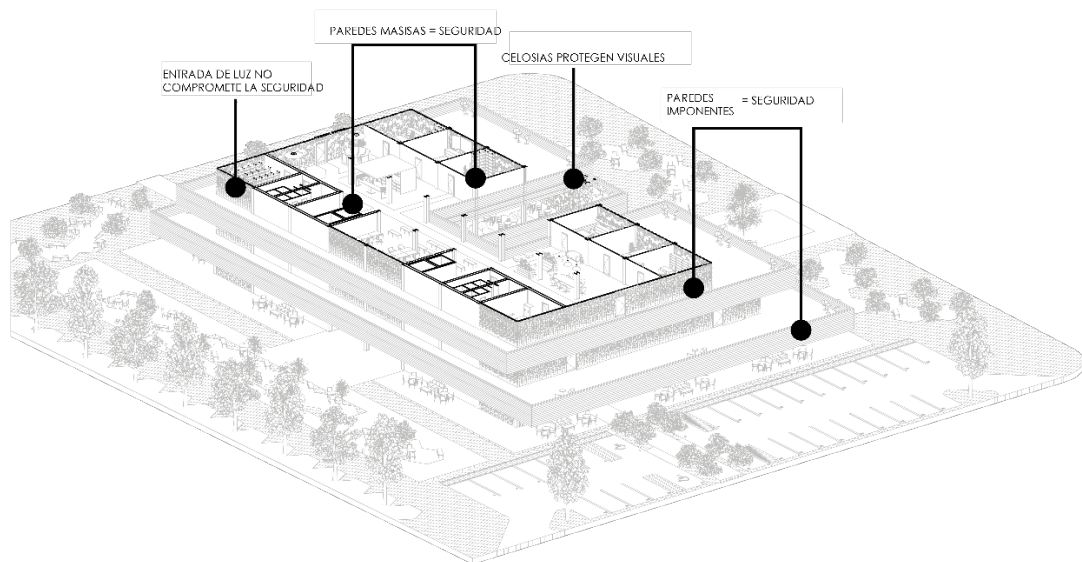 PAREDES MASISAS = SEGURIDAD
CELOSIAS PROTEGEN VISUALES
ENTRADA DE LUZ NO
COMPROMETE LA SEGURIDAD
PAREDES = SEGURIDAD
IMPONENTES